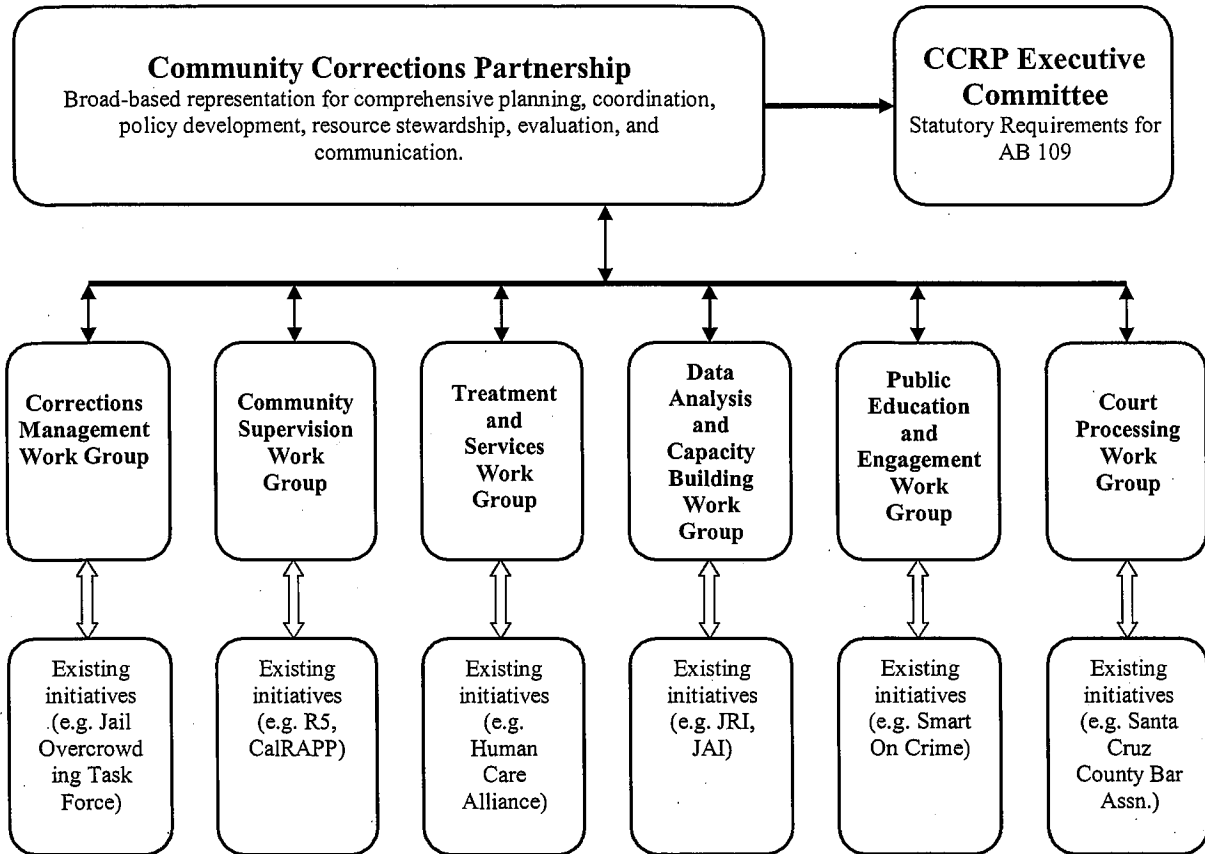 Community Corrections Partnership
Broad-based representation for comprehensive planning, coordination,
policy development, resource stewardship, evaluation, and
communication.
CCRP Executive
Committee
Statutory Requirements for
AB 109
Corrections
Management
Work Group
Community
Supervision
Work
Group
Treatment
and
Services
Work
Group
Data
Analysis
and
Capacity
Building
Work
Group
Public
Education
and
Engagement
Work
Group
Court
Processing
Work
Group
Existing
initiatives
(e.g. Jail
Overcrowd
ing Task
Force)
Existing
initiatives
(e.g. R5,
CalRAPP)
Existing
initiatives
(e.g.
Human
Care
Alliance)
Existing
initiatives
(e.g. JRI,
JAI)
Existing
initiatives
(e.g. Smart
On Crime)
Existing
initiatives
(e.g. Santa
Cruz
County Bar
Assn.)